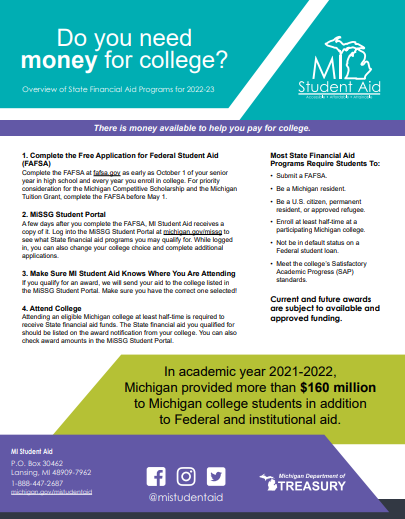 Do you need
money for college?
Overview of State Financial Aid Programs for 2022-23
MI
Student Aid
There is money available to help you pay for college.
1. Complete the Free Application for Federal Student Aid
(FAFSA)
Complete the FAFSA at fafsa.gov as early as October 1 of your senior
year in high school and every year you enroll in college. For priority
consideration for the Michigan Competitive Scholarship and the Michigan
Tuition Grant, complete the FAFSA before May 1.
2. MiSSG Student Portal
A few days after you complete the FAFSA, MI Student Aid receives a
copy of it. Log into the MiSSG Student Portal at michigan.gov/missg to
see what State financial aid programs you may qualify for. While logged
in, you can also change your college choice and complete additional
applications.
3. Make Sure MI Student Aid Knows Where You Are Attending
If you qualify for an award, we will send your aid to the college listed in
the MiSSG Student Portal. Make sure you have the correct one selected!
4. Attend College
Attending an eligible Michigan college at least half-time is required to
receive State financial aid funds. The State financial aid you qualified for
should be listed on the award notification from your college. You can also
check award amounts in the MiSSG Student Portal.
Most State Financial Aid
Programs Require Students To:
• Submit a FAFSA.
• Be a Michigan resident.
• Be a U.S. citizen, permanent
resident, or approved refugee.
• Enroll at least half-time at a
participating Michigan college.
• Not be in default status on a
Federal student loan.
• Meet the college's Satisfactory
Academic Progress (SAP)
standards.
Current and future awards
are subject to available and
approved funding.
In academic year 2021-2022,
Michigan provided more than $160 million
to Michigan college students in addition
to Federal and institutional aid.
MI Student Aid
P.O. Box 30462
Lansing, MI 48909-7962
1-888-447-2687
michigan.gov/mistudentaid
@mistudentaid
Michigan Department of
TREASURY